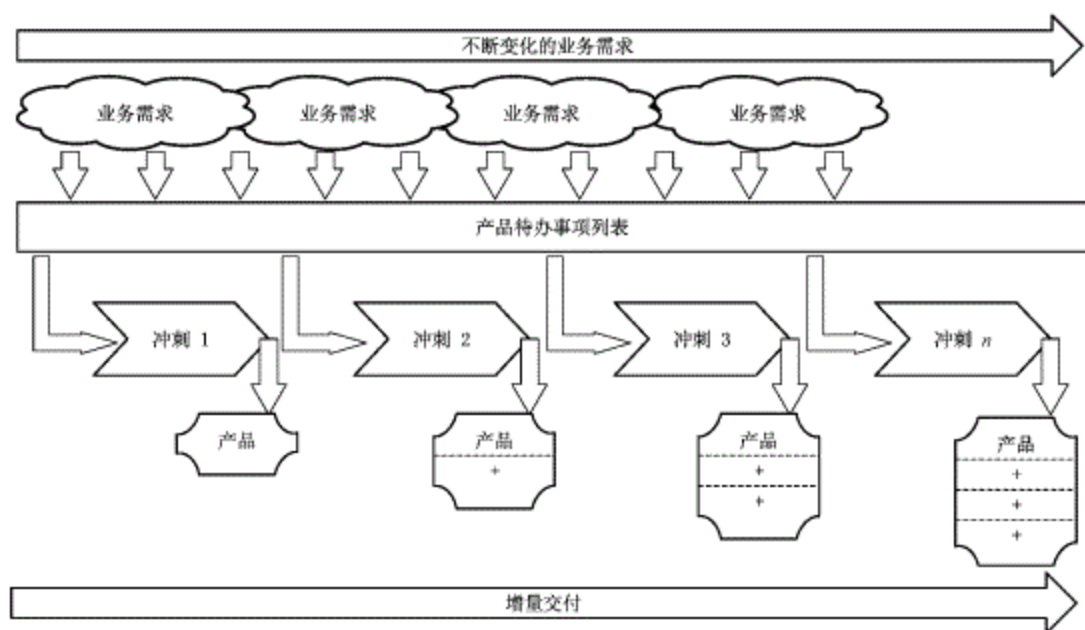 不断变化的业务需求
业务需求 业务需求 业务需求 业务需求
产品待办事项列表
冲刺 1 冲刺 2 冲刺 3 冲刺 n
产品 产品 产品 产品
+ + +
+ +
+
增量交付